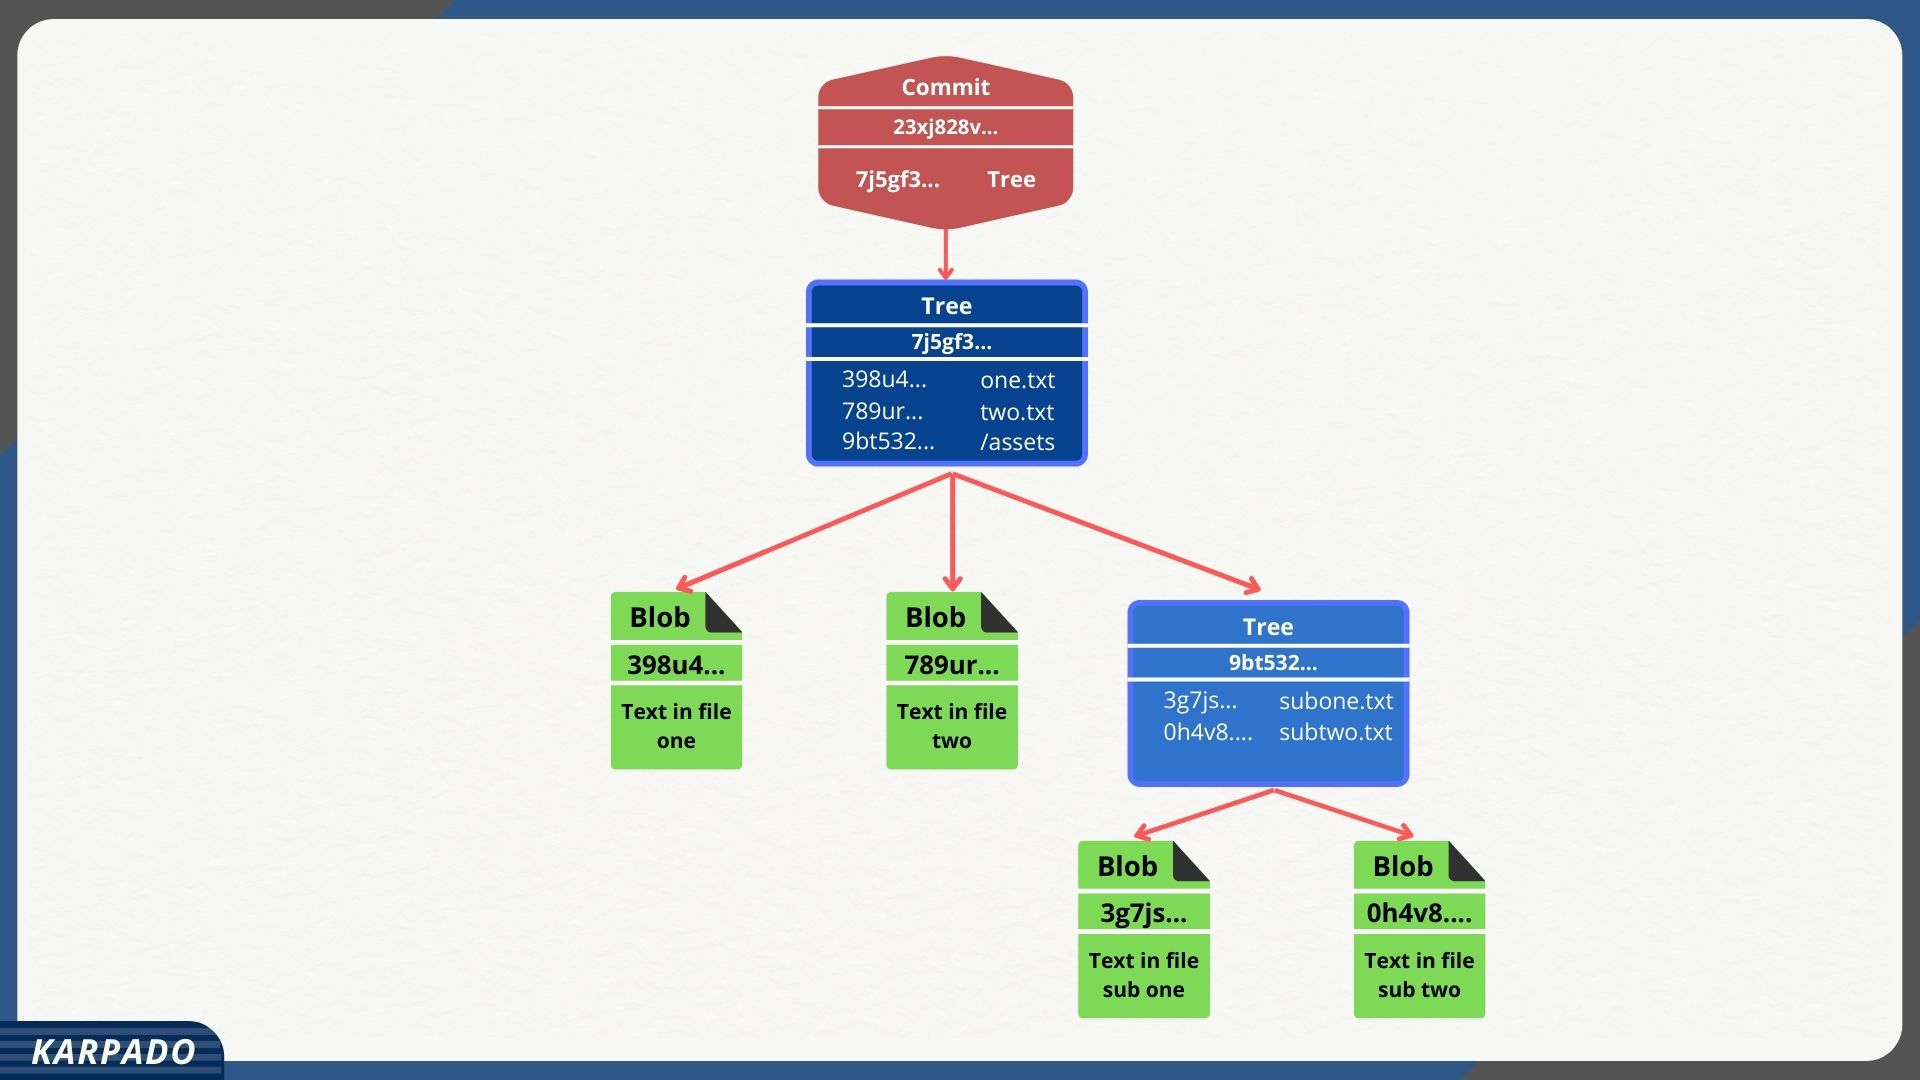 Commit
23xj828v...
7j5gf3... Tree
Tree
7j5gf3...
398u4... one.txt
789ur... two.txt
9bt532... /assets
Blob
398u4...
Text in file
one
Blob
789ur...
Text in file
two
Tree
9bt532...
3g7js... subone.txt
0h4v8.... subtwo.txt
Blob
3g7js...
Text in file
sub one
Blob
0h4v8....
Text in file
sub two
KARPADO